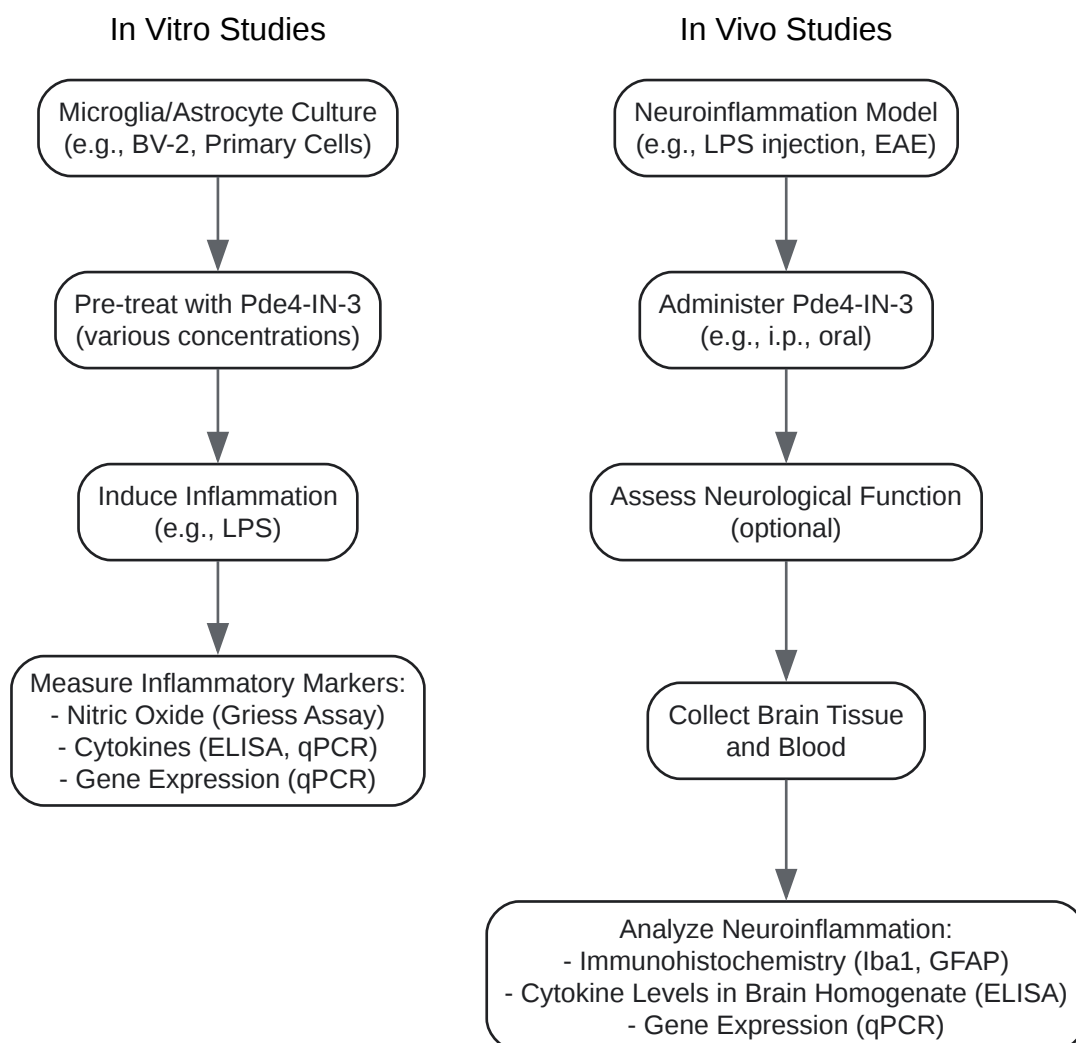 In Vitro Studies
Microglia/Astrocyte Culture
(e.g., BV-2, Primary Cells)
Pre-treat with Pde4-IN-3
(various concentrations)
Induce Inflammation
(e.g., LPS)
Measure Inflammatory Markers:
- Nitric Oxide (Griess Assay)
- Cytokines (ELISA, qPCR)
- Gene Expression (qPCR)
In Vivo Studies
Neuroinflammation Model
(e.g., LPS injection, EAE)
Administer Pde4-IN-3
(e.g., i.p., oral)
Assess Neurological Function
(optional)
Collect Brain Tissue
and Blood
Analyze Neuroinflammation:
- Immunohistochemistry (Iba1, GFAP)
- Cytokine Levels in Brain Homogenate (ELISA)
- Gene Expression (qPCR)